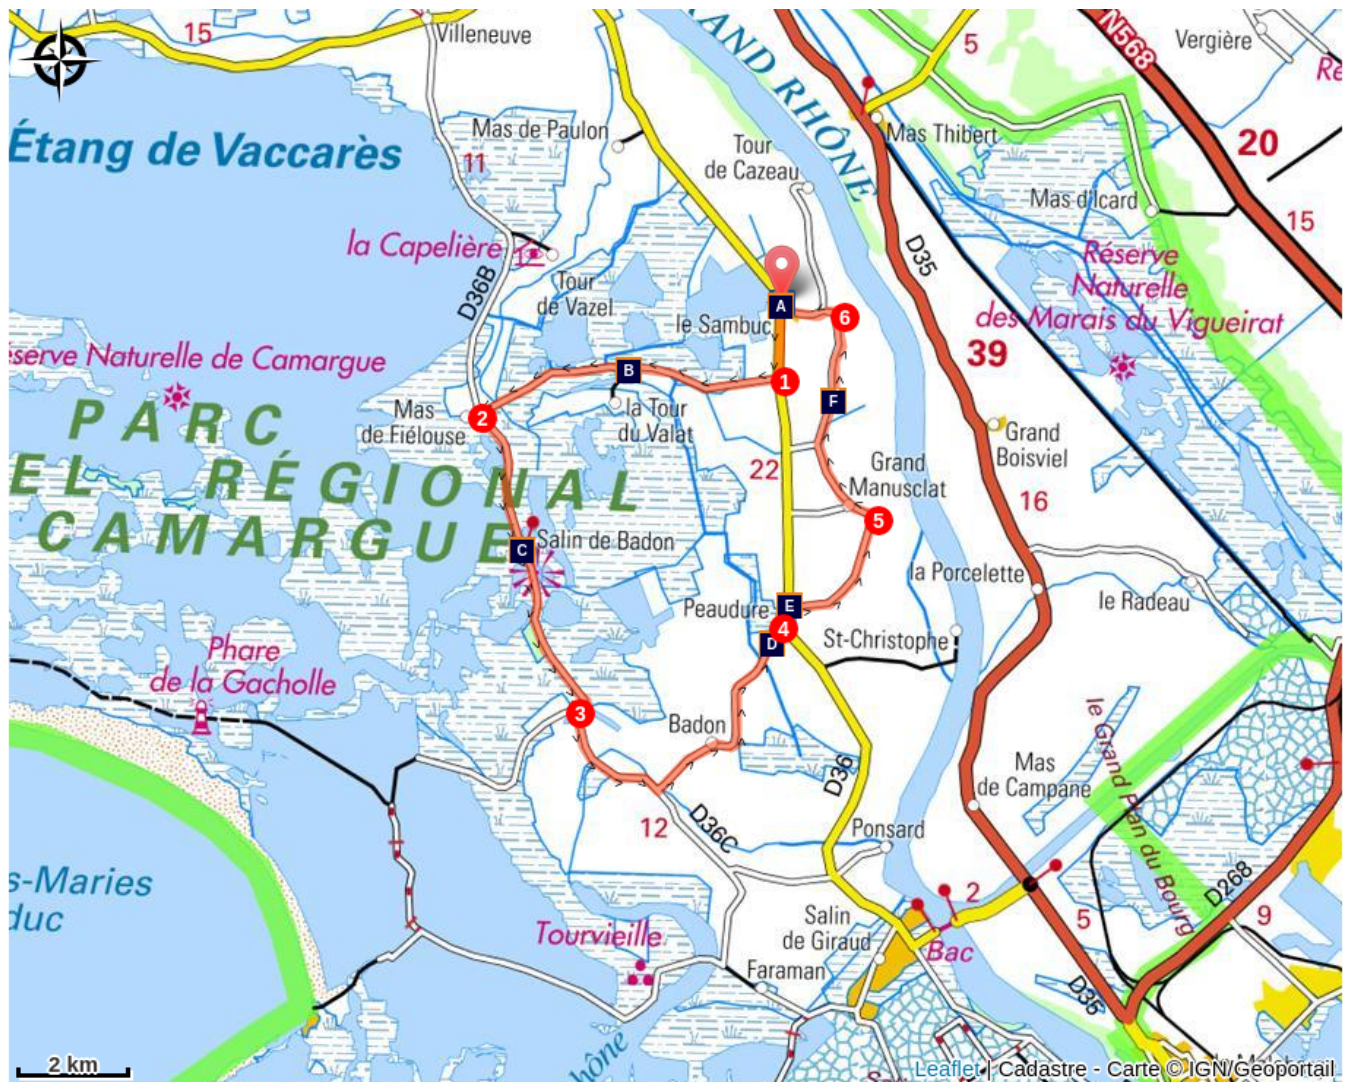 15
Villeneuve
GRAND RHÔNE
5
N568
Vergière
Étang de Vaccarès
Mas de Paulon
11
Tour
de Cazeau
Mas Thibert
20
Mas d'Icard
15
la Capelière
D36B
Tour
de Vazel
D35
Réserve
Naturelle
des Marais du Vigueirat
A
le Sambuc
6
39
serve Naturelle de Camargue
B
1
F
Mas
de Fiélouse
2
la Tour
du Valat
PARC
EL RÉGIONAL
CAMARGUE
22
Grand
Manusclat
5
Grand
Boisviel
16
C
Salin de Badon
la Porcelette
le Radeau
Peaudure
E
4
D
St-Christophe
Phare
de la Gacholle
3
Badon
D36
le Grand Plan du Bourg
Mas
de Campane
12
D36C
Ponsard
s-Maries
duc
2
5
D268
9
Tourvieille
Salin
de Giraud
Bac
Faraman
D35
hône
2 km
Leaflet | Cadastre - Carte © IGN/Geoportail